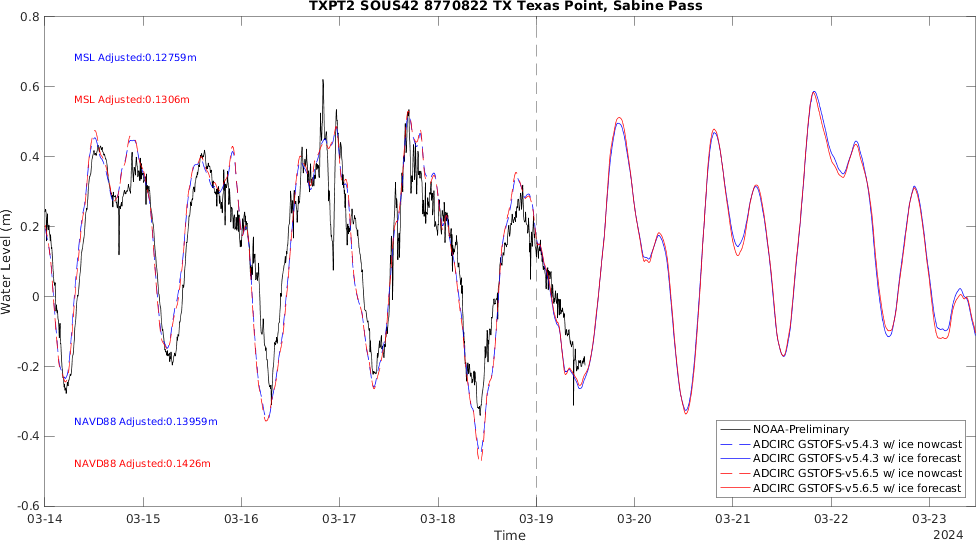 TXPT2 SOUS42 8770822 TX Texas Point, Sabine Pass
Water Level (m)
0.8
0.6
0.4
0.2
0
-0.2
-0.4
-0.6
MSL Adjusted:0.12759m
MSL Adjusted:0.1306m
NAVD88 Adjusted:0.13959m
NAVD88 Adjusted:0.1426m
NOAA-Preliminary
ADCIRC GSTOFS-v5.4.3 w/ ice nowcast
ADCIRC GSTOFS-v5.4.3 w/ ice forecast
ADCIRC GSTOFS-v5.6.5 w/ ice nowcast
ADCIRC GSTOFS-v5.6.5 w/ ice forecast
03-14 03-15 03-16 03-17 03-18 03-19 03-20 03-21 03-22 03-23
Time
2024